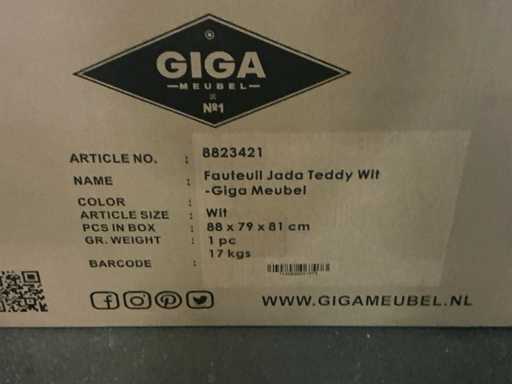 GIGA
—MEUBEL—
№1
ARTICLE NO. : 8823421
NAME : Fauteuil Jada Teddy Wit
-Giga Meubel
COLOR : Wit
ARTICLE SIZE : 88 x 79 x 81 cm
PCS IN BOX : 1 pc
GR. WEIGHT : 17 kgs
BARCODE :
WWW.GIGAMEUBEL.NL